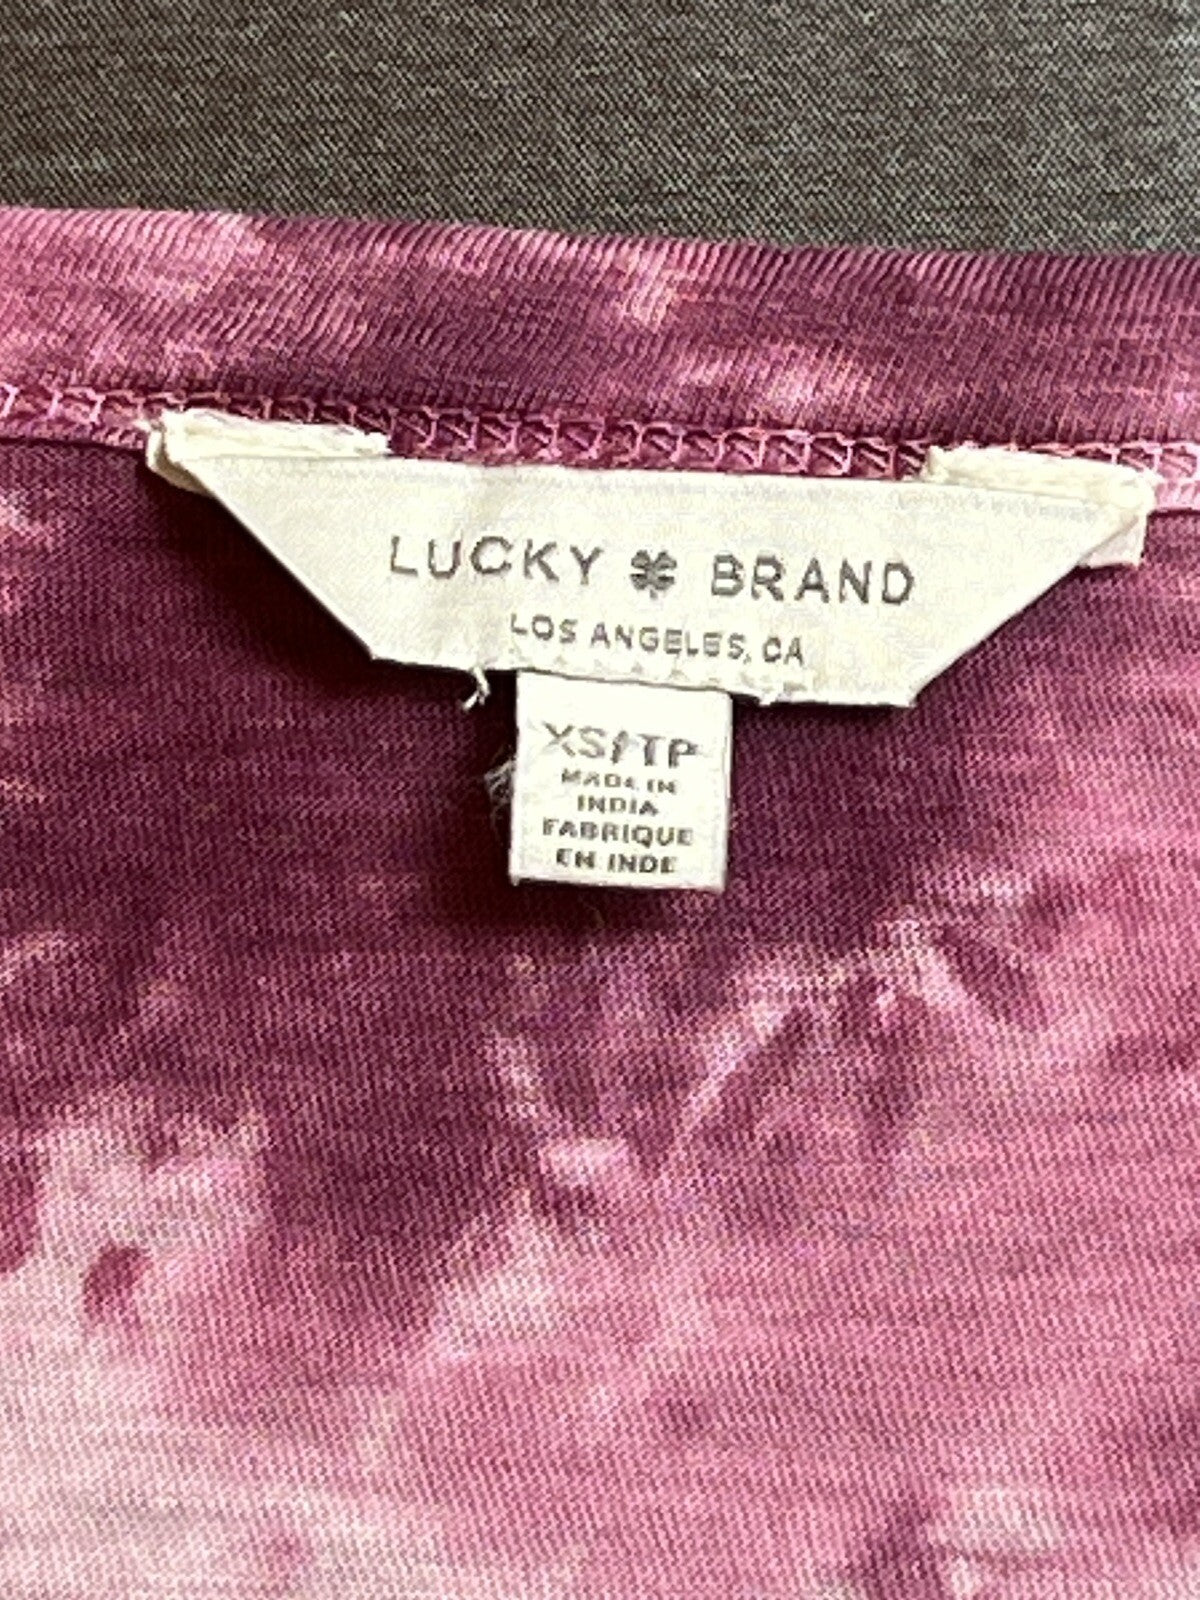 LUCKY BRAND
LOS ANGELES, CA
XS/TP
MADE IN
INDIA
FABRIQUE
EN INDE